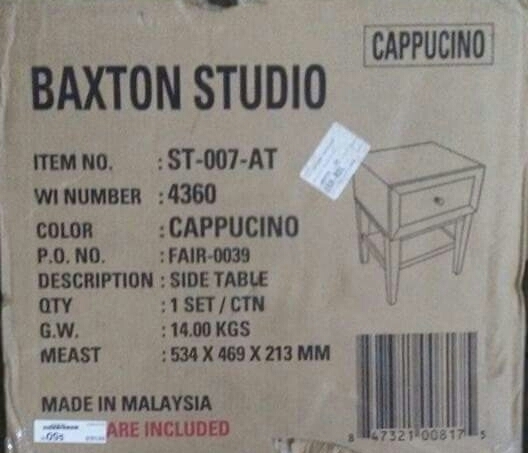 CAPPUCINO
BAXTON STUDIO
ITEM NO. : ST-007-AT
WI NUMBER : 4360
COLOR : CAPPUCINO
P.O. NO. : FAIR-0039
DESCRIPTION : SIDE TABLE
QTY : 1 SET / CTN
G.W. : 14.00 KGS
MEAST : 534 X 469 X 213 MM
MADE IN MALAYSIA
ARE INCLUDED
8 47321 00817 5